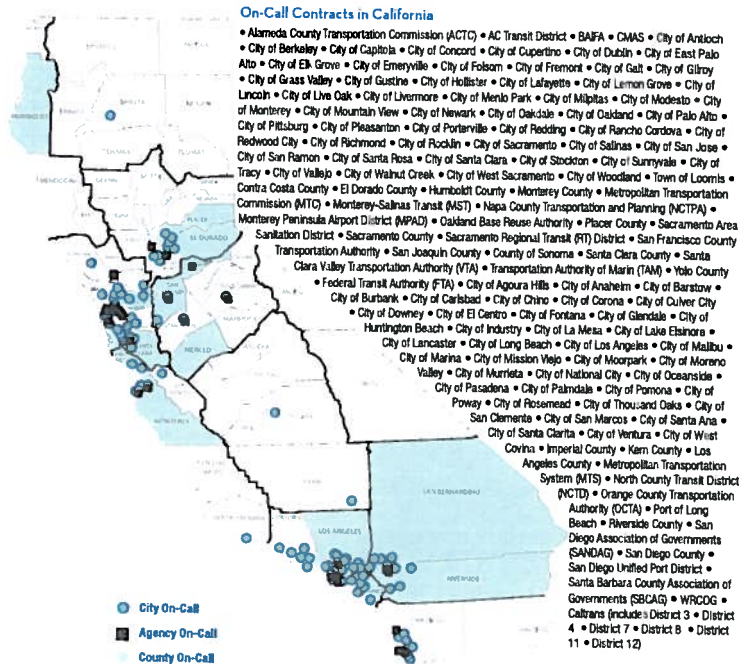 On-Call Contracts in California
• Alameda County Transportation Commission (ACTC) • AC Transit District • BAIFA • CMAS • City of Antioch
• City of Berkeley • City of Capitola • City of Concord • City of Cupertino • City of Dublin • City of East Palo
Alto • City of Elk Grove • City of Emeryville • City of Folsom • City of Fremont • City of Galt • City of Gilroy
• City of Grass Valley • City of Gustine • City of Hollister • City of Lafayette • City of Lemon Grove • City of
Lincoln • City of Live Oak • City of Livermore • City of Menlo Park • City of Milpitas • City of Modesto • City
of Monterey • City of Mountain View • City of Newark • City of Oakdale • City of Oakland • City of Palo Alto •
City of Pittsburg • City of Pleasanton • City of Porterville • City of Redding • City of Rancho Cordova • City of
Redwood City • City of Richmond • City of Rocklin • City of Sacramento • City of Salinas • City of San Jose •
City of San Ramon • City of Santa Rosa • City of Santa Clara • City of Stockton • City of Sunnyvale • City of
Tracy • City of Vallejo • City of Walnut Creek • City of West Sacramento • City of Woodland • Town of Loomis •
Contra Costa County • El Dorado County • Humboldt County • Monterey County • Metropolitan Transportation
Commission (MTC) • Monterey-Salinas Transit (MST) • Napa County Transportation and Planning (NCTPA) •
Monterey Peninsula Airport District (MPAD) • Oakland Base Reuse Authority • Placer County • Sacramento Area
Sanitation District • Sacramento County • Sacramento Regional Transit (RT) District • San Francisco County
Transportation Authority • San Joaquin County • County of Sonoma • Santa Clara County • Santa
Clara Valley Transportation Authority (VTA) • Transportation Authority of Marin (TAM) • Yolo County
• Federal Transit Authority (FTA) • City of Agoura Hills • City of Anaheim • City of Barstow •
City of Burbank • City of Carlsbad • City of Chino • City of Corona • City of Culver City
• City of Downey • City of El Centro • City of Fontana • City of Glendale • City of
Huntington Beach • City of Industry • City of La Mesa • City of Lake Elsinore •
City of Lancaster • City of Long Beach • City of Los Angeles • City of Malibu •
City of Marina • City of Mission Viejo • City of Moorpark • City of Moreno
Valley • City of Murrieta • City of National City • City of Oceanside •
City of Pasadena • City of Palmdale • City of Pomona • City of
Poway • City of Rosemead • City of Thousand Oaks • City of
San Clemente • City of San Marcos • City of Santa Ana •
City of Santa Clarita • City of Ventura • City of West
Covina • Imperial County • Kern County • Los
Angeles County • Metropolitan Transportation
System (MTS) • North County Transit District
(NCTD) • Orange County Transportation
Authority (OCTA) • Port of Long
Beach • Riverside County • San
Diego Association of Governments
(SANDAG) • San Diego County •
San Diego Unified Port District •
Santa Barbara County Association of
Governments (SBCAG) • WRCOG •
Caltrans (includes District 3 • District
4 • District 7 • District 8 • District
11 • District 12)
HUMBOLDT
SHASTA
MENDOCINO
PLACER
EL DORADO
MERCED
MONTEREY
SAN BERNARDINO
LOS ANGELES
RIVERSIDE
City On-Call
Agency On-Call
County On-Call